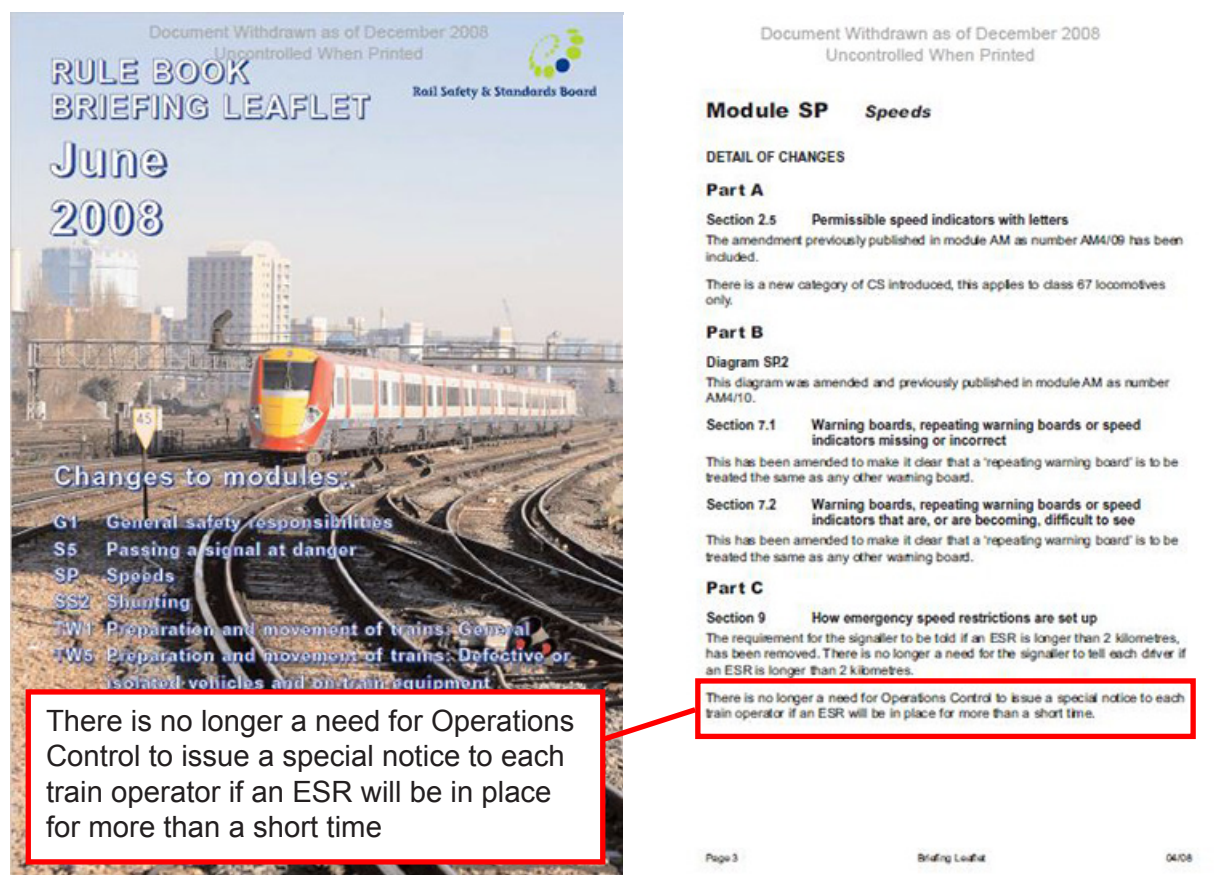 Document Withdrawn as of December 2008
Uncontrolled When Printed
RULE BOOK
BRIEFING LEAFLET
Rail Safety & Standards Board
June
2008
45
Changes to modules:.
G1 General safety responsibilities
S5 Passing a signal at danger
SP Speeds
SS2 Shunting
TW1 Preparation and movement of trains: General
TW5 Preparation and movement of trains: Defective or
isolated vehicles and on-train equipment
There is no longer a need for Operations
Control to issue a special notice to each
train operator if an ESR will be in place
for more than a short time
Document Withdrawn as of December 2008
Uncontrolled When Printed
Module SP Speeds
DETAIL OF CHANGES
Part A
Section 2.5 Permissible speed indicators with letters
The amendment previously published in module AM as number AM4/09 has been
included.
There is a new category of CS introduced, this applies to class 67 locomotives
only.
Part B
Diagram SP.2
This diagram was amended and previously published in module AM as number
AM4/10.
Section 7.1 Warning boards, repeating warning boards or speed
indicators missing or incorrect
This has been amended to make it clear that a 'repeating warning board' is to be
treated the same as any other warning board.
Section 7.2 Warning boards, repeating warning boards or speed
indicators that are, or are becoming, difficult to see
This has been amended to make it clear that a 'repeating warning board' is to be
treated the same as any other warning board.
Part C
Section 9 How emergency speed restrictions are set up
The requirement for the signaller to be told if an ESR is longer than 2 kilometres,
has been removed. There is no longer a need for the signaller to tell each driver if
an ESR is longer than 2 kilometres.
There is no longer a need for Operations Control to issue a special notice to each
train operator if an ESR will be in place for more than a short time.
Page 3 Briefing Leaflet 04/08